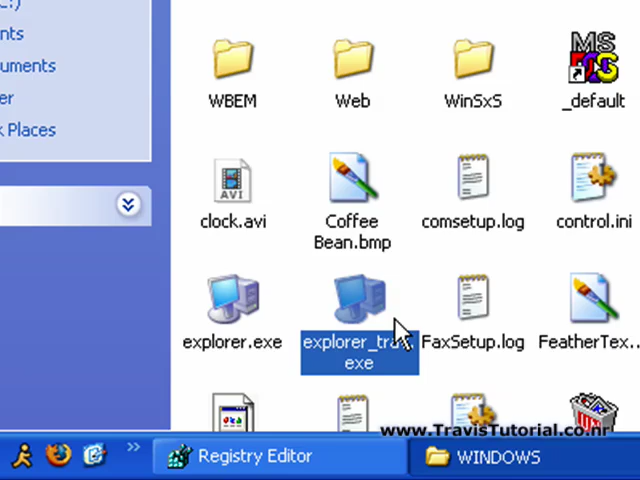 nts
uments
er
k Places
WBEM
Web
WinSxS
MS
DOS
_default
AVI
clock.avi
Coffee
Bean.bmp
comsetup.log
control.ini
explorer.exe
exe
FaxSetup.log
FeatherTex...
www.TravisTutorial.co.nr
Registry Editor
WINDOWS